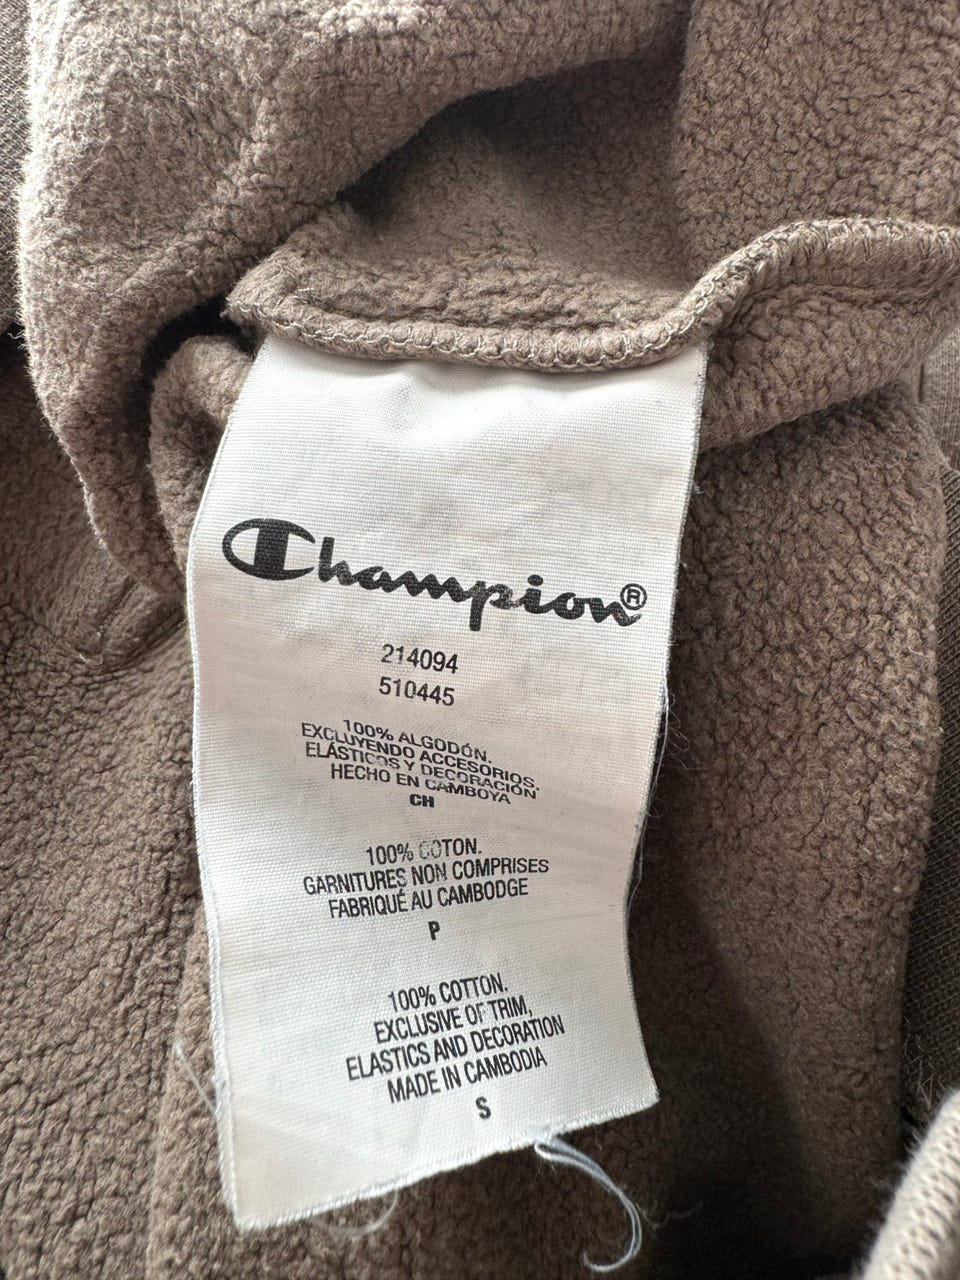 Champion®
214094
510445
100% ALGODÓN.
EXCLUYENDO ACCESORIOS.
ELÁSTICOS Y DECORACIÓN
HECHO EN CAMBOYA
CH
100% COTON.
GARNITURES NON COMPRISES
FABRIQUÉ AU CAMBODGE
P
100% COTTON.
EXCLUSIVE OF TRIM,
ELASTICS AND DECORATION
MADE IN CAMBODIA
S